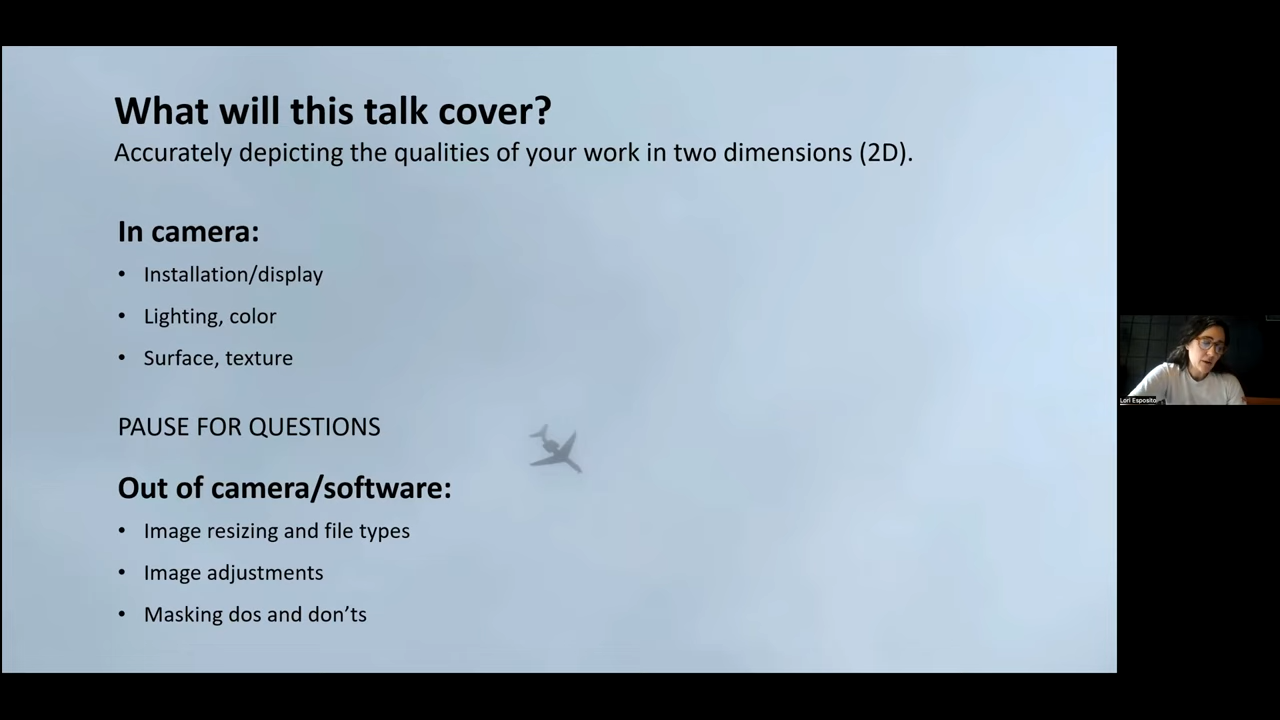 What will this talk cover?
Accurately depicting the qualities of your work in two dimensions (2D).
In camera:
• Installation/display
• Lighting, color
• Surface, texture
PAUSE FOR QUESTIONS
Out of camera/software:
• Image resizing and file types
• Image adjustments
• Masking dos and don’ts
Lori Esposito